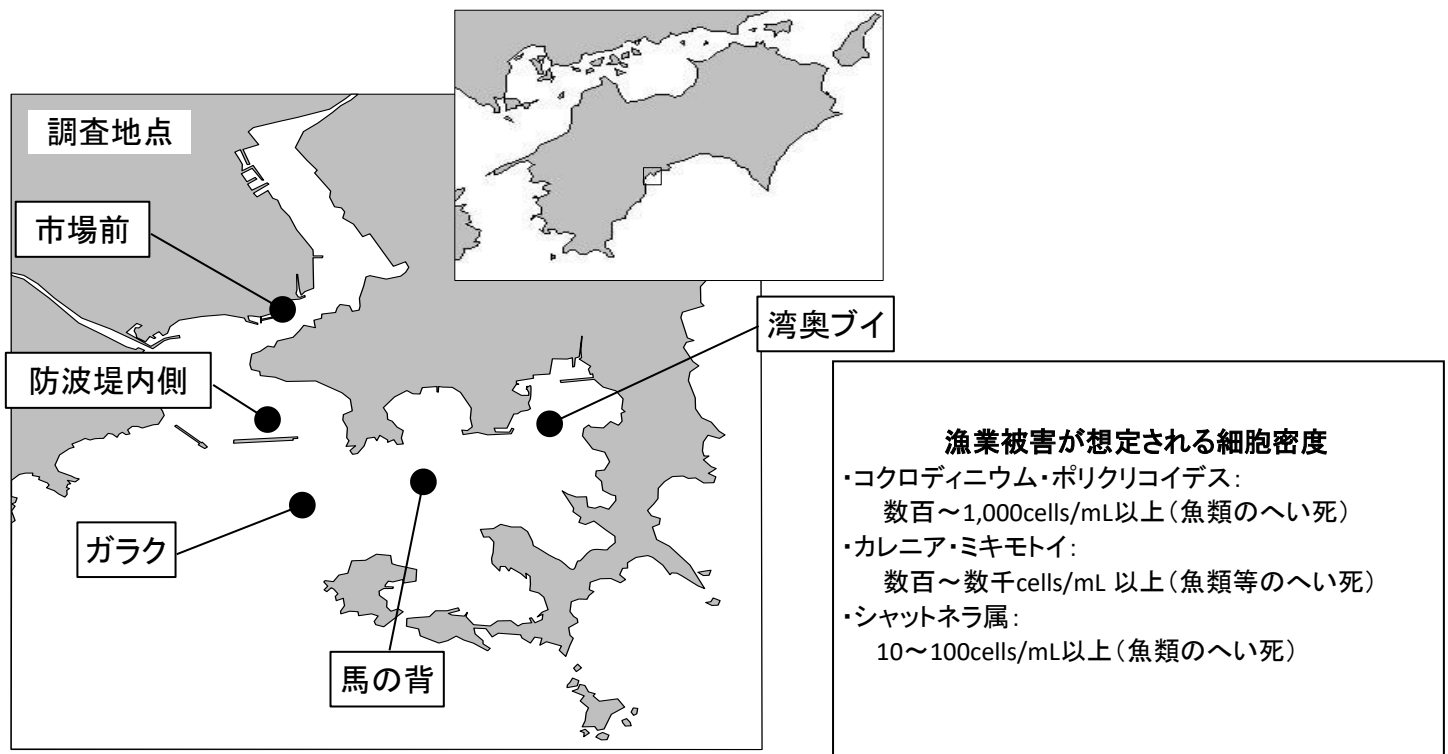 調査地点
市場前
湾奥ブイ
防波堤内側
ガラク
馬の背
漁業被害が想定される細胞密度
・コクロディニウム・ポリクリコイデス:
数百～1,000cells/mL以上(魚類のへい死)
・カレニア・ミキモトイ:
数百～数千cells/mL 以上(魚類等のへい死)
・シャットネラ属:
10～100cells/mL以上(魚類のへい死)